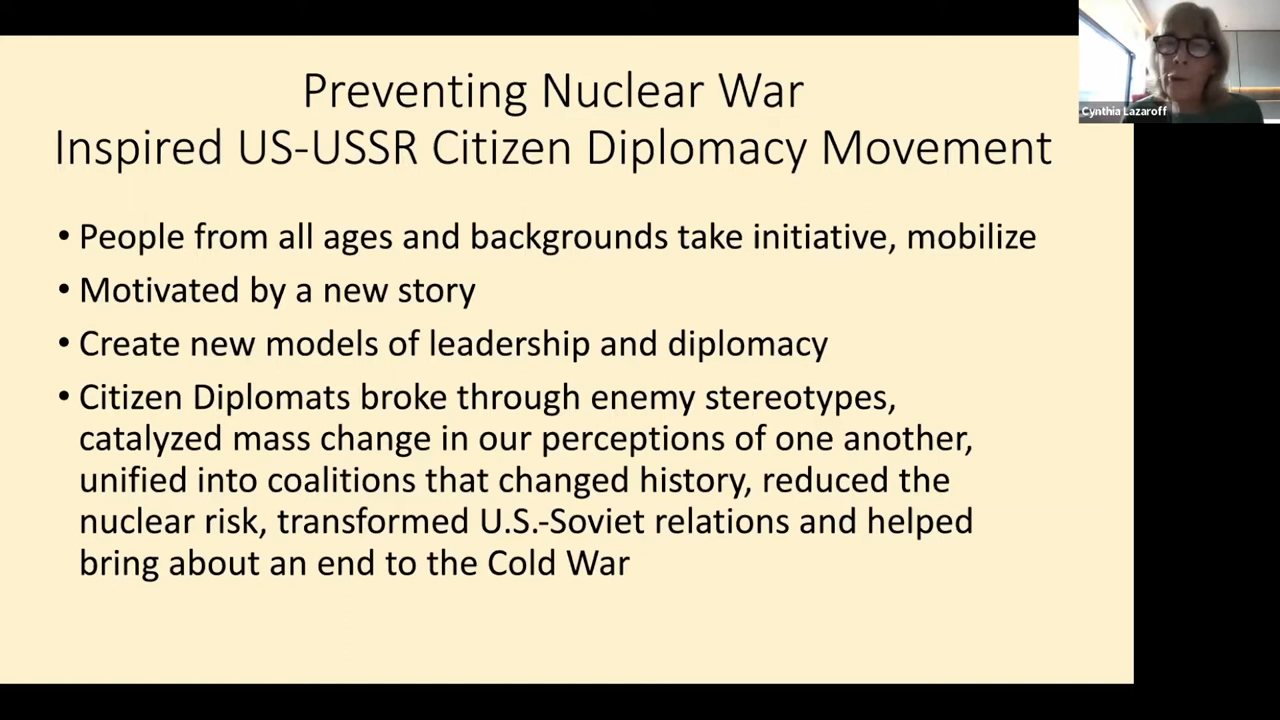 Preventing Nuclear War
Inspired US-USSR Citizen Diplomacy Movement
• People from all ages and backgrounds take initiative, mobilize
• Motivated by a new story
• Create new models of leadership and diplomacy
• Citizen Diplomats broke through enemy stereotypes,
catalyzed mass change in our perceptions of one another,
unified into coalitions that changed history, reduced the
nuclear risk, transformed U.S.-Soviet relations and helped
bring about an end to the Cold War
Cynthia Lazaroff